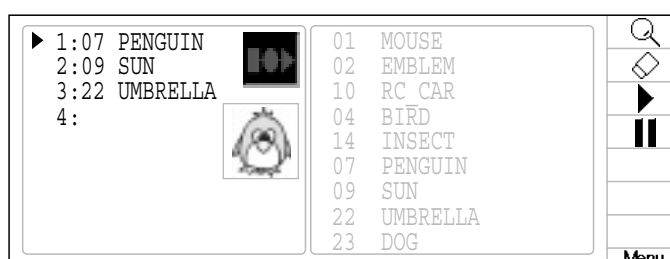 1:07 PENGUIN
2:09 SUN
3:22 UMBRELLA
4:
01 MOUSE
02 EMBLEM
10 RC_CAR
04 BIRD
14 INSECT
07 PENGUIN
09 SUN
22 UMBRELLA
23 DOG
Menu